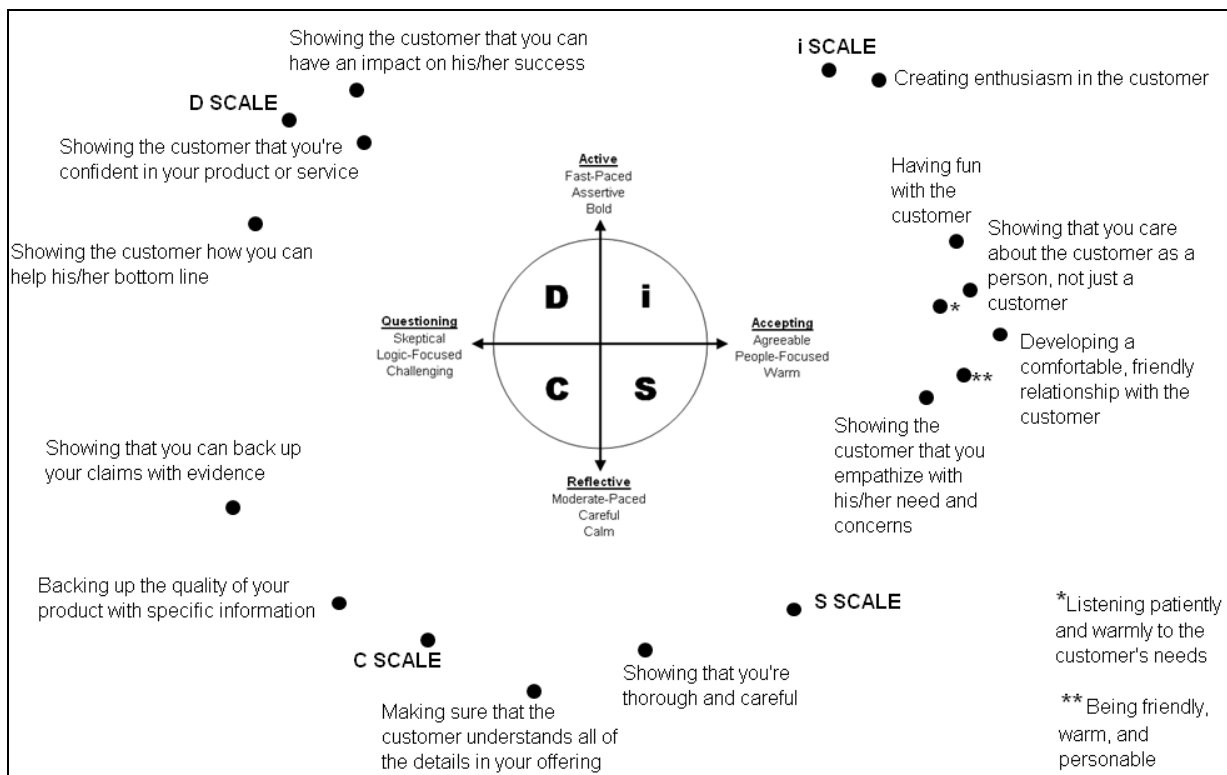 Showing the customer that you can
have an impact on his/her success
D SCALE
Showing the customer that you're
confident in your product or service
Showing the customer how you can
help his/her bottom line
i SCALE
Creating enthusiasm in the customer
Having fun
with the
customer
Showing that you care
about the customer as a
person, not just a
customer
*
Developing a
comfortable, friendly
relationship with the
customer
**
Showing the
customer that you
empathize with
his/her need and
concerns
Active
Fast-Paced
Assertive
Bold
D
i
Questioning
Skeptical
Logic-Focused
Challenging
Accepting
Agreeable
People-Focused
Warm
C
S
Reflective
Moderate-Paced
Careful
Calm
Showing that you can back up
your claims with evidence
Backing up the quality of your
product with specific information
C SCALE
Making sure that the
customer understands all of
the details in your offering
Showing that you're
thorough and careful
S SCALE
*Listening patiently
and warmly to the
customer's needs
** Being friendly,
warm, and
personable